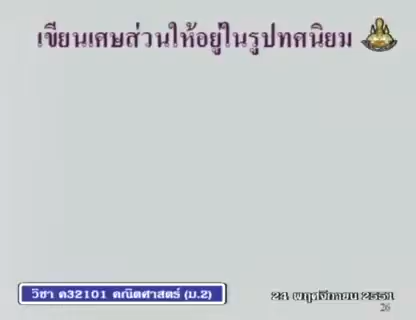 เขียนเศษส่วนให้อยู่ในรูปทศนิยม
วิชา ค32101 คณิตศาสตร์ (ม.2)
24 พฤศจิกายน 2551
26